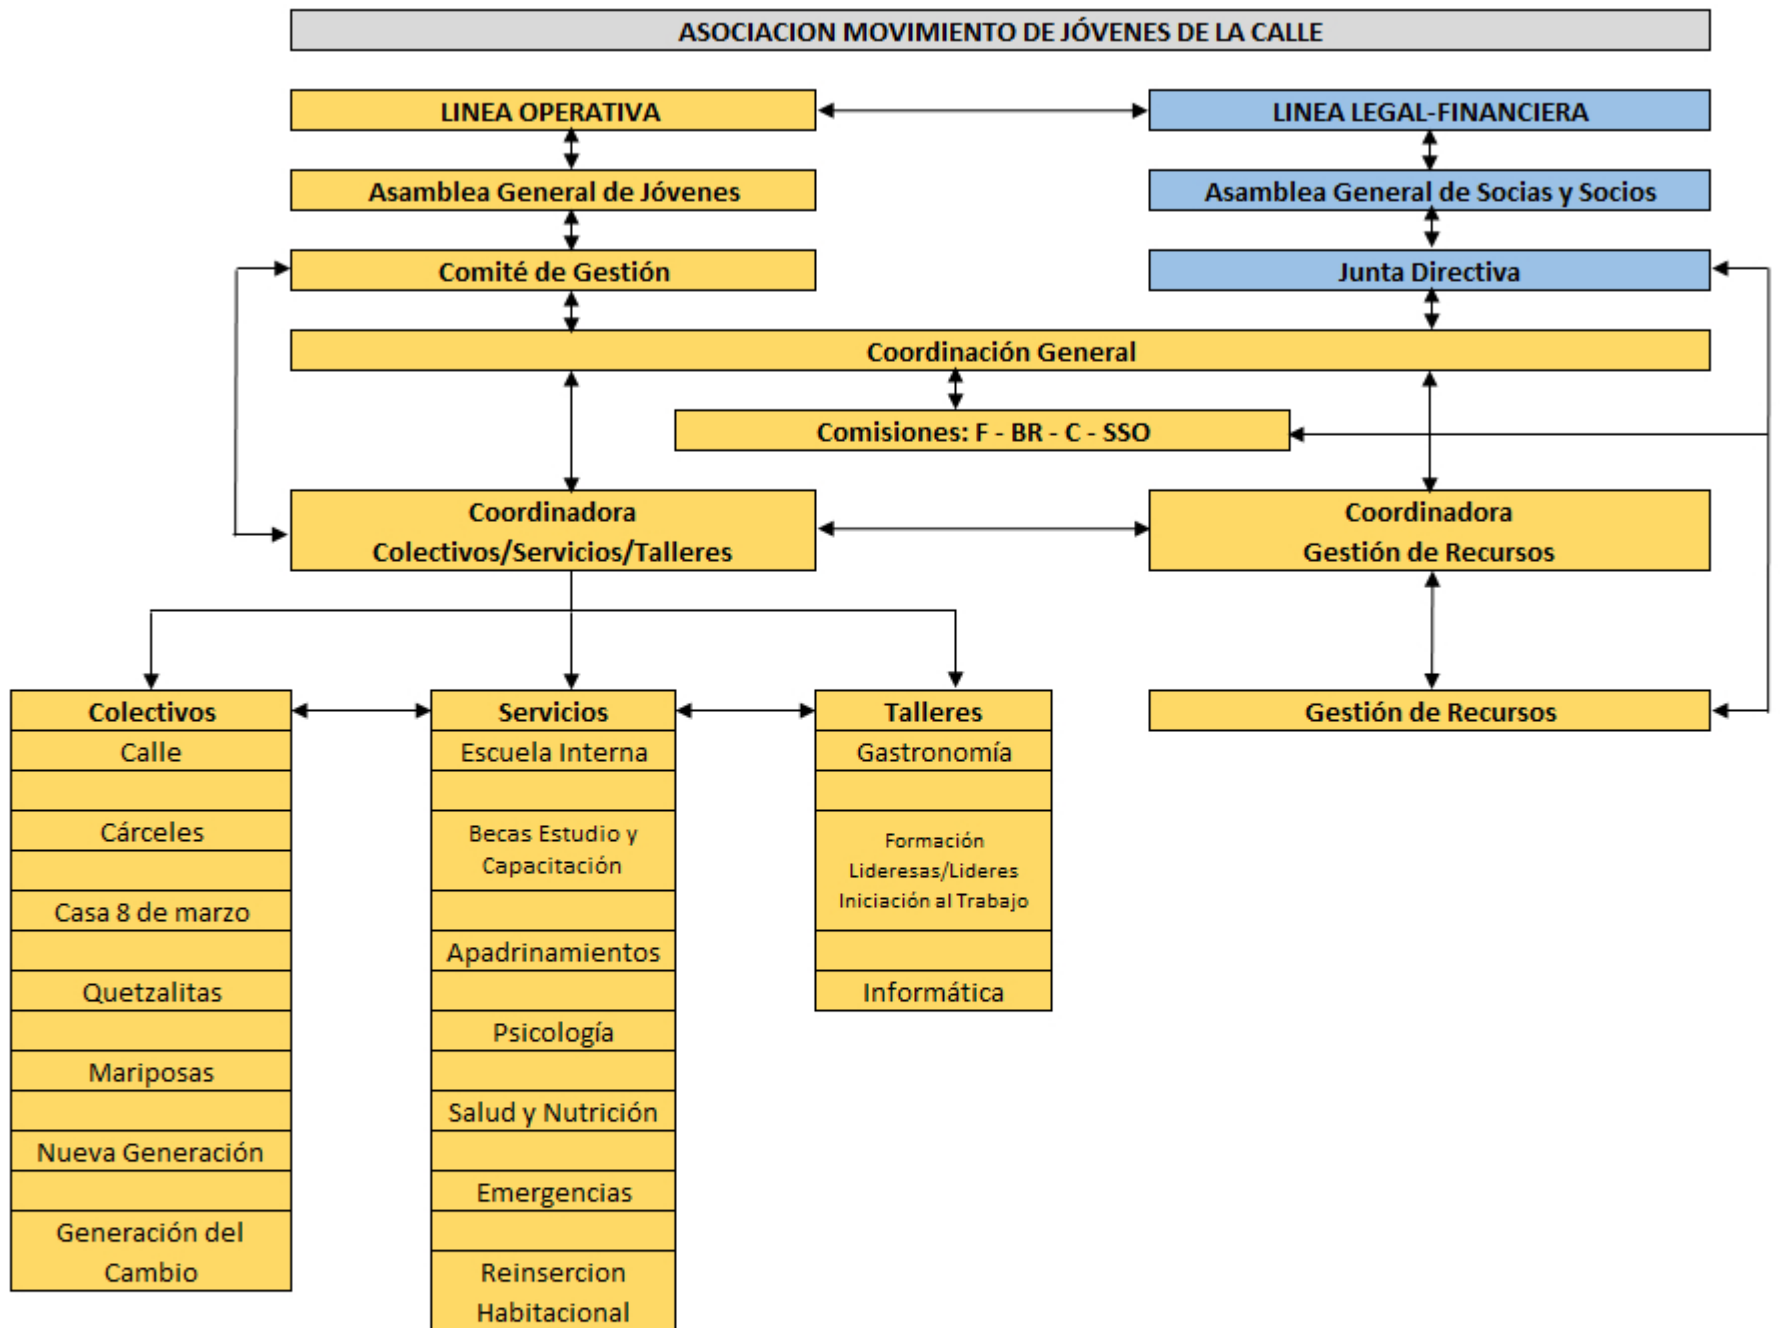 ASOCIACION MOVIMIENTO DE JÓVENES DE LA CALLE
LINEA OPERATIVA
LINEA LEGAL-FINANCIERA
Asamblea General de Jóvenes
Asamblea General de Socias y Socios
Comité de Gestión
Junta Directiva
Coordinación General
Comisiones: F - BR - C - SSO
Coordinadora
Colectivos/Servicios/Talleres
Coordinadora
Gestión de Recursos
Colectivos
Calle
Cárceles
Casa 8 de marzo
Quetzalitas
Mariposas
Nueva Generación
Generación del
Cambio
Servicios
Escuela Interna
Becas Estudio y
Capacitación
Apadrinamientos
Psicología
Salud y Nutrición
Emergencias
Reinsercion
Habitacional
Talleres
Gastronomía
Formación
Lideresas/Lideres
Iniciación al Trabajo
Informática
Gestión de Recursos